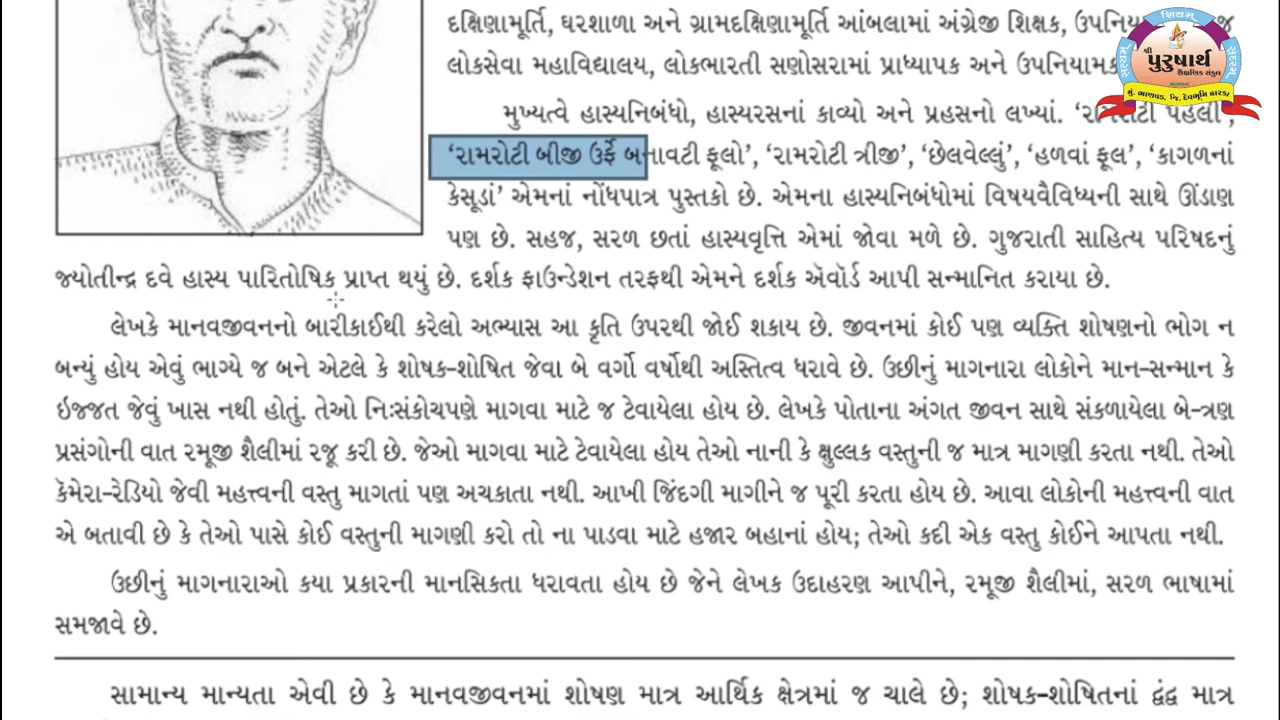 દક્ષિણામૂર્તિ, ઘરશાળા અને ગ્રામદક્ષિણામૂર્તિ આંબલામાં અંગ્રેજી શિક્ષક,
લોકસેવા મહાવિદ્યાલય, લોકભારતી સણોસરામાં પ્રાધ્યાપક અને ઉપનિયામક
મુખ્યત્વે હાસ્યનિબંધો, હાસ્યરસનાં કાવ્યો અને પ્રહસનો લખ્યાં. ‘રામરોટી પહેલી’,
‘રામરોટી બીજી ઉર્ફે બનાવટી ફૂલો’, ‘રામરોટી ત્રીજી’, ‘છેલવેલ્લું’, ‘હળવાં ફૂલ’, ‘કાગળનાં
કેસૂડાં’ એમનાં નોંધપાત્ર પુસ્તકો છે. એમના હાસ્યનિબંધોમાં વિષયવૈવિધ્યની સાથે ઊંડાણ
પણ છે. સહજ, સરળ છતાં હાસ્યવૃત્તિ એમાં જોવા મળે છે. ગુજરાતી સાહિત્ય પરિષદનું
જ્યોતીન્દ્ર દવે હાસ્ય પારિતોષિક પ્રાપ્ત થયું છે. દર્શક ફાઉન્ડેશન તરફથી એમને દર્શક ઍવૉર્ડ આપી સન્માનિત કરાયા છે.
લેખકે માનવજીવનનો બારીકાઈથી કરેલો અભ્યાસ આ કૃતિ ઉપરથી જોઈ શકાય છે. જીવનમાં કોઈ પણ વ્યક્તિ શોષણનો ભોગ ન
બન્યું હોય એવું ભાગ્યે જ બને એટલે કે શોષક-શોષિત જેવા બે વર્ગો વર્ષોથી અસ્તિત્વ ધરાવે છે. ઉછીનું માગનારા લોકોને માન-સન્માન કે
ઇજ્જત જેવું ખાસ નથી હોતું. તેઓ નિઃસંકોચપણે માગવા માટે જ ટેવાયેલા હોય છે. લેખકે પોતાના અંગત જીવન સાથે સંકળાયેલા બે-ત્રણ
પ્રસંગોની વાત રમૂજી શૈલીમાં રજૂ કરી છે. જેઓ માગવા માટે ટેવાયેલા હોય તેઓ નાની કે ક્ષુલ્લક વસ્તુની જ માત્ર માગણી કરતા નથી. તેઓ
કૅમેરા-રેડિયો જેવી મહત્ત્વની વસ્તુ માગતાં પણ અચકાતા નથી. આખી જિંદગી માગીને જ પૂરી કરતા હોય છે. આવા લોકોની મહત્ત્વની વાત
એ બતાવી છે કે તેઓ પાસે કોઈ વસ્તુની માગણી કરો તો ના પાડવા માટે હજાર બહાનાં હોય; તેઓ કદી એક વસ્તુ કોઈને આપતા નથી.
ઉછીનું માગનારાઓ કયા પ્રકારની માનસિકતા ધરાવતા હોય છે જેને લેખક ઉદાહરણ આપીને, રમૂજી શૈલીમાં, સરળ ભાષામાં
સમજાવે છે.
સામાન્ય માન્યતા એવી છે કે માનવજીવનમાં શોષણ માત્ર આર્થિક ક્ષેત્રમાં જ ચાલે છે; શોષક-શોષિતનાં દ્વંદ્વ માત્ર
શિવમ્
સત્યમ્
સુંદરમ્
શ્રી
પુરુષાર્થ
શૈક્ષણિક સંકુલ
મું. ભાણવડ, જિ. દેવભૂમિ દ્વારકા